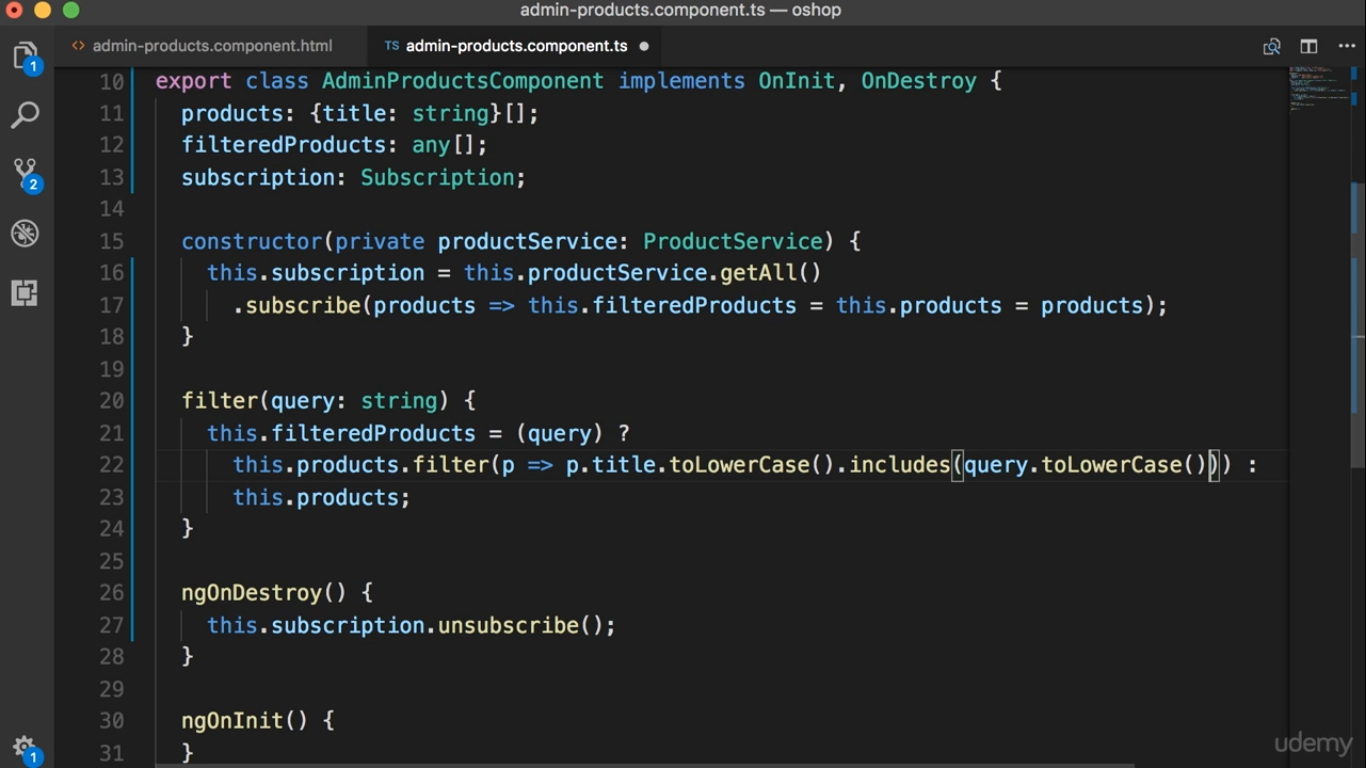 admin-products.component.ts — oshop
<> admin-products.component.html TS admin-products.component.ts ●
1
2
1
10 export class AdminProductsComponent implements OnInit, OnDestroy {
11 products: {title: string}[];
12 filteredProducts: any[];
13 subscription: Subscription;
14
15 constructor(private productService: ProductService) {
16 this.subscription = this.productService.getAll()
17 .subscribe(products => this.filteredProducts = this.products = products);
18 }
19
20 filter(query: string) {
21 this.filteredProducts = (query) ?
22 this.products.filter(p => p.title.toLowerCase().includes(query.toLowerCase())) :
23 this.products;
24 }
25
26 ngOnDestroy() {
27 this.subscription.unsubscribe();
28 }
29
30 ngOnInit() {
31 }
udemy